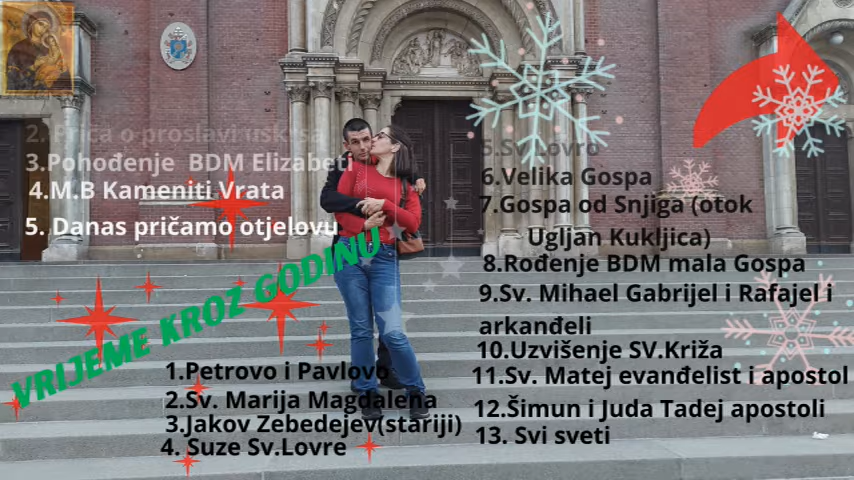 2. Priča o proslavi uskrsa
3.Pohođenje BDM Elizabeti
4.M.B Kameniti Vrata
5. Danas pričamo otjelovu
VRIJEME KROZ GODINU
1.Petrovo i Pavlovo
2.Sv. Marija Magdalena
3.Jakov Zebedejev(stariji)
4. Suze Sv.Lovre
5.Sv.Lovro
6.Velika Gospa
7.Gospa od Snjiga (otok
Ugljan Kukljica)
8.Rođenje BDM mala Gospa
9.Sv. Mihael Gabrijel i Rafajel i
arkanđeli
10.Uzvišenje SV.Križa
11.Sv. Matej evanđelist i apostol
12.Šimun i Juda Tadej apostoli
13. Svi sveti